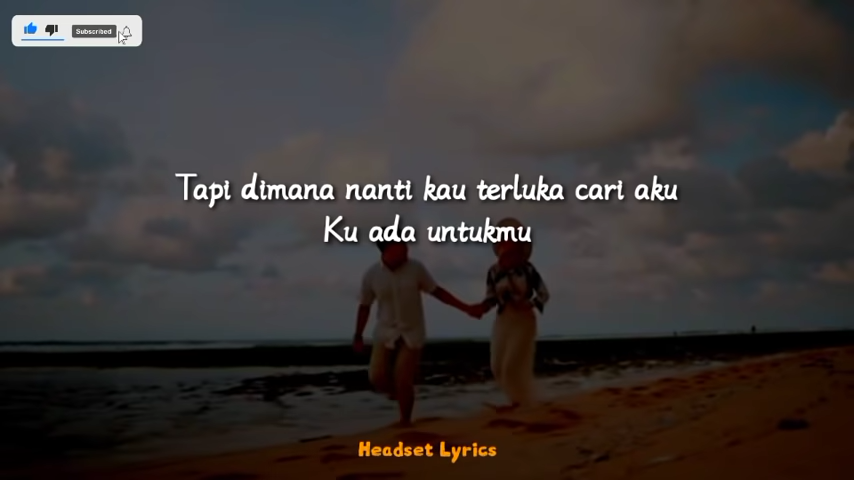 Subscribed
Tapi dimana nanti kau terluka cari aku
Ku ada untukmu
Headset Lyrics